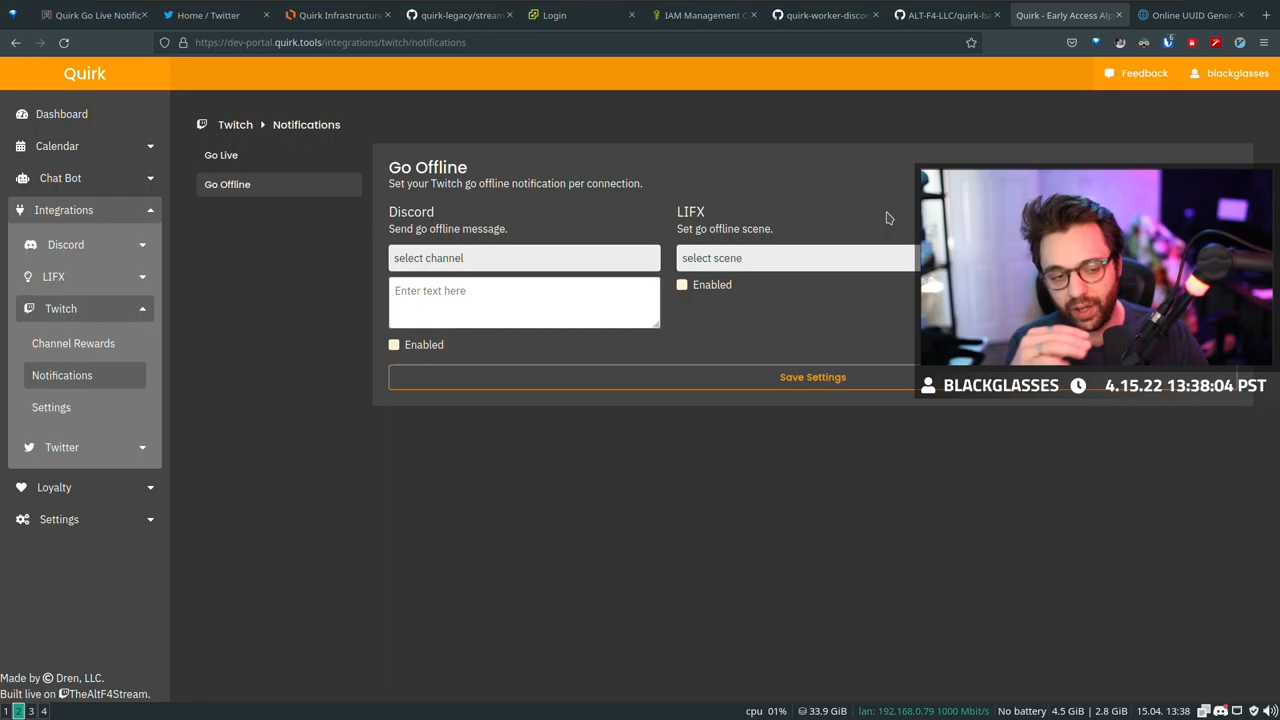 Quirk Go Live Notific
Home / Twitter
Quirk Infrastructure
quirk-legacy/stream
Login
IAM Management C
quirk-worker-discor
ALT-F4-LLC/quirk-ba
Quirk - Early Access Alp
Online UUID Genera
https://dev-portal.quirk.tools/integrations/twitch/notifications
6
Quirk
Feedback
blackglasses
Dashboard
Calendar
Chat Bot
Integrations
Discord
LIFX
Twitch
Channel Rewards
Notifications
Settings
Twitter
Loyalty
Settings
Made by © Dren, LLC.
Built live on TheAltF4Stream.
Twitch
Notifications
Go Live
Go Offline
Go Offline
Set your Twitch go offline notification per connection.
Discord
Send go offline message.
select channel
Enter text here
Enabled
LIFX
Set go offline scene.
select scene
Enabled
Save Settings
BLACKGLASSES 4.15.22 13:38:04 PST
1 2 3 4
cpu 01% 33.9 GiB lan: 192.168.0.79 1000 Mbit/s No battery 4.5 GiB | 2.8 GiB 15.04. 13:38